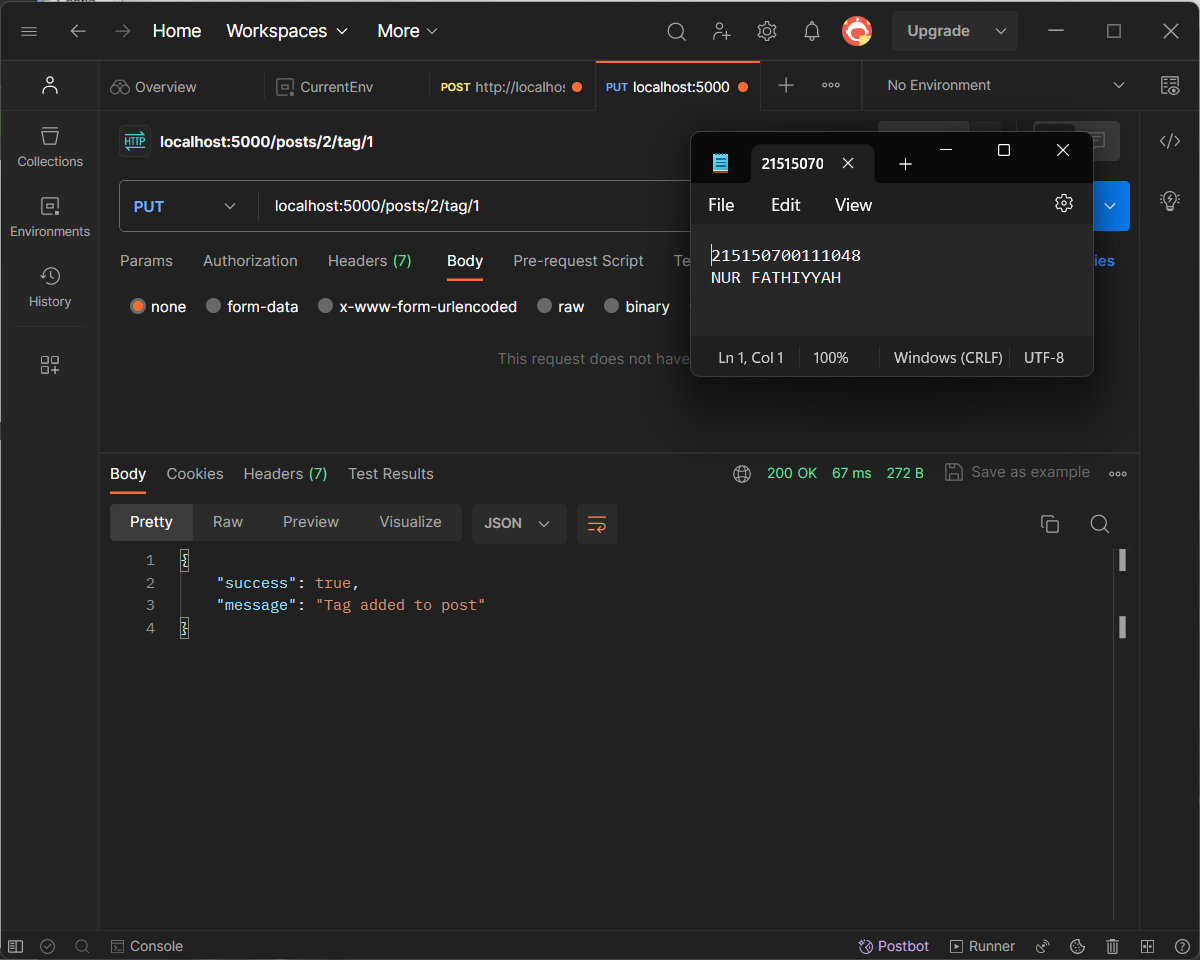 Home Workspaces More Upgrade
Overview CurrentEnv POST http://localhos PUT localhost:5000 No Environment
Collections
Environments
History
HTTP localhost:5000/posts/2/tag/1
PUT localhost:5000/posts/2/tag/1
Params Authorization Headers (7) Body Pre-request Script Te ies
none form-data x-www-form-urlencoded raw binary
This request does not have
21515070
File Edit View
215150700111048
NUR FATHIYYAH
Ln 1, Col 1 100% Windows (CRLF) UTF-8
Body Cookies Headers (7) Test Results 200 OK 67 ms 272 B Save as example
Pretty Raw Preview Visualize JSON
1 {
2 "success": true,
3 "message": "Tag added to post"
4 }
Console Postbot Runner